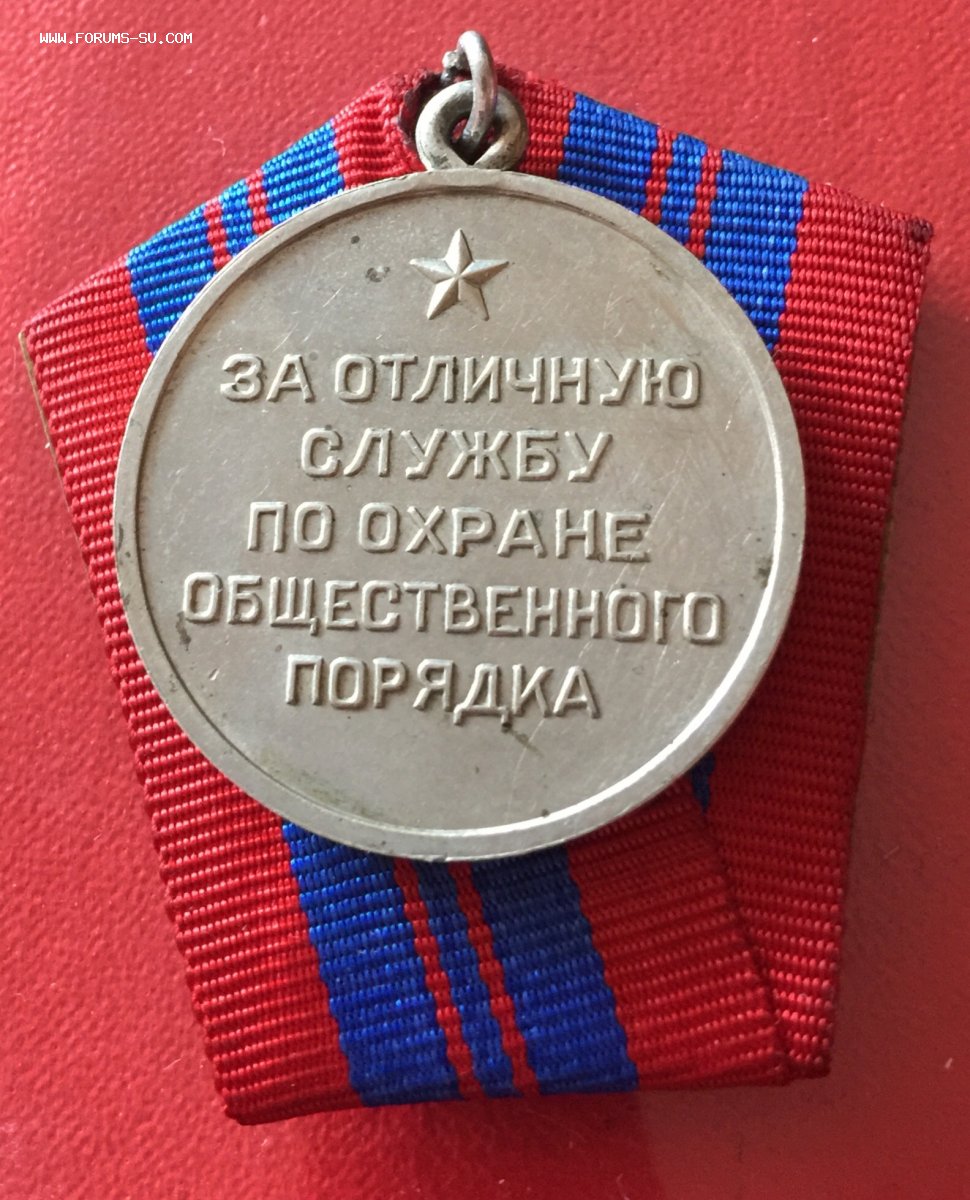 WWW.FORUMS-SU.COM
ЗА ОТЛИЧНУЮ
СЛУЖБУ
ПО ОХРАНЕ
ОБЩЕСТВЕННОГО
ПОРЯДКА